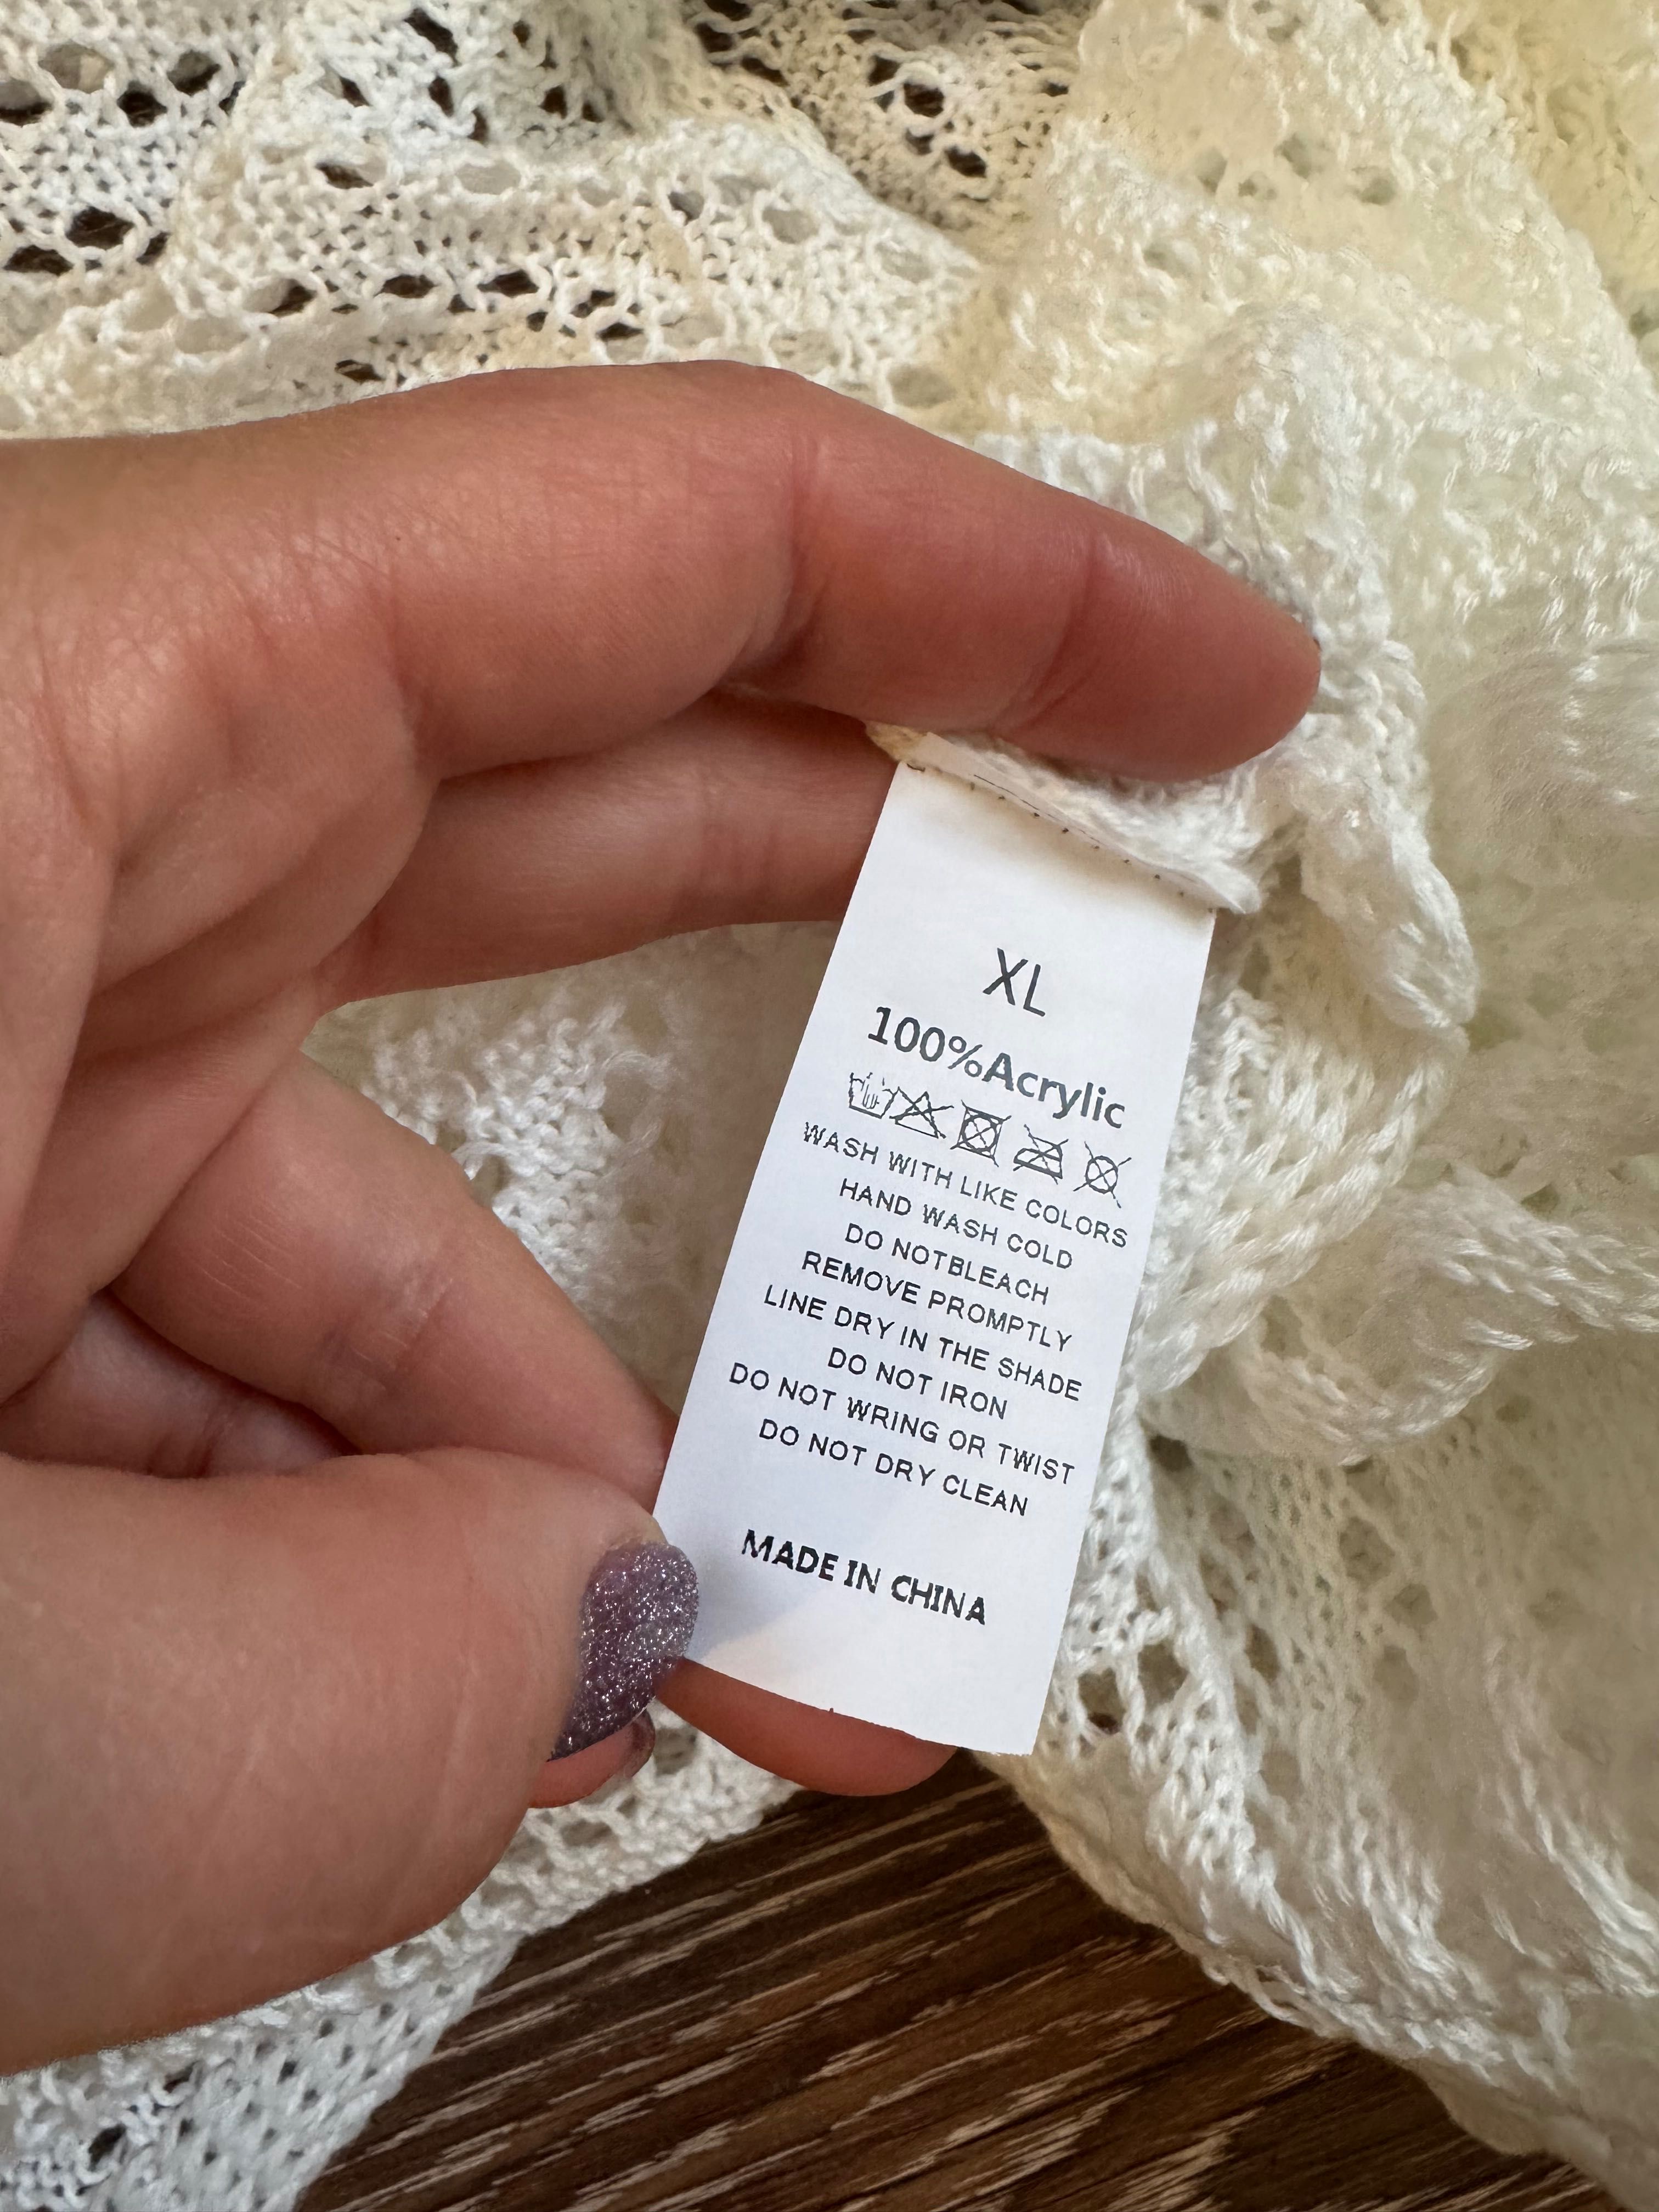 XL
100%Acrylic
WASH WITH LIKE COLORS
HAND WASH COLD
DO NOTBLEACH
REMOVE PROMPTLY
LINE DRY IN THE SHADE
DO NOT IRON
DO NOT WRING OR TWIST
DO NOT DRY CLEAN
MADE IN CHINA